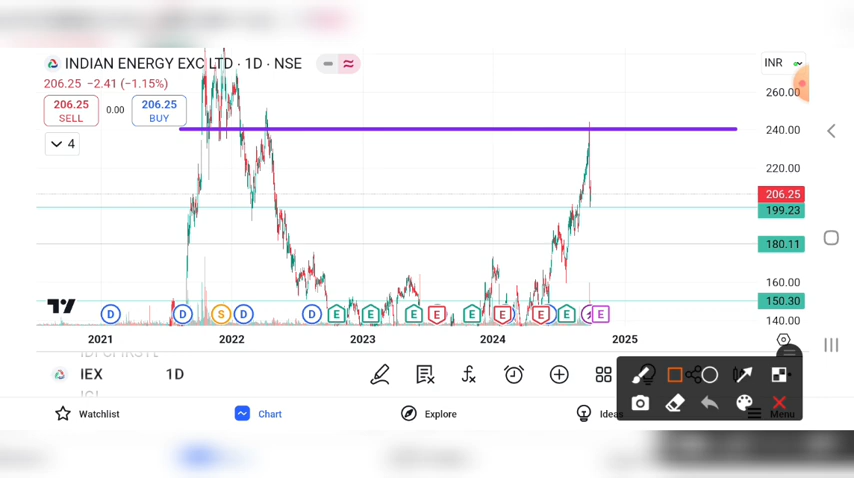 INDIAN ENERGY EXC LTD · 1D · NSE
INR
206.25 −2.41 (−1.15%)
206.25
SELL
0.00
206.25
BUY
4
260.00
240.00
220.00
206.25
199.23
180.11
160.00
150.30
140.00
D D S D D E E E E E E E E E
2021 2022 2023 2024 2025
IEX 1D
Watchlist Chart Explore Ideas Menu